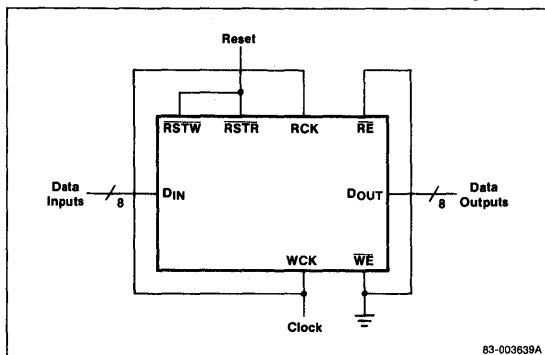 Reset
RSTW RSTR RCK RE
Data Inputs 8 DIN DOUT 8 Data Outputs
WCK WE
Clock
83-003639A